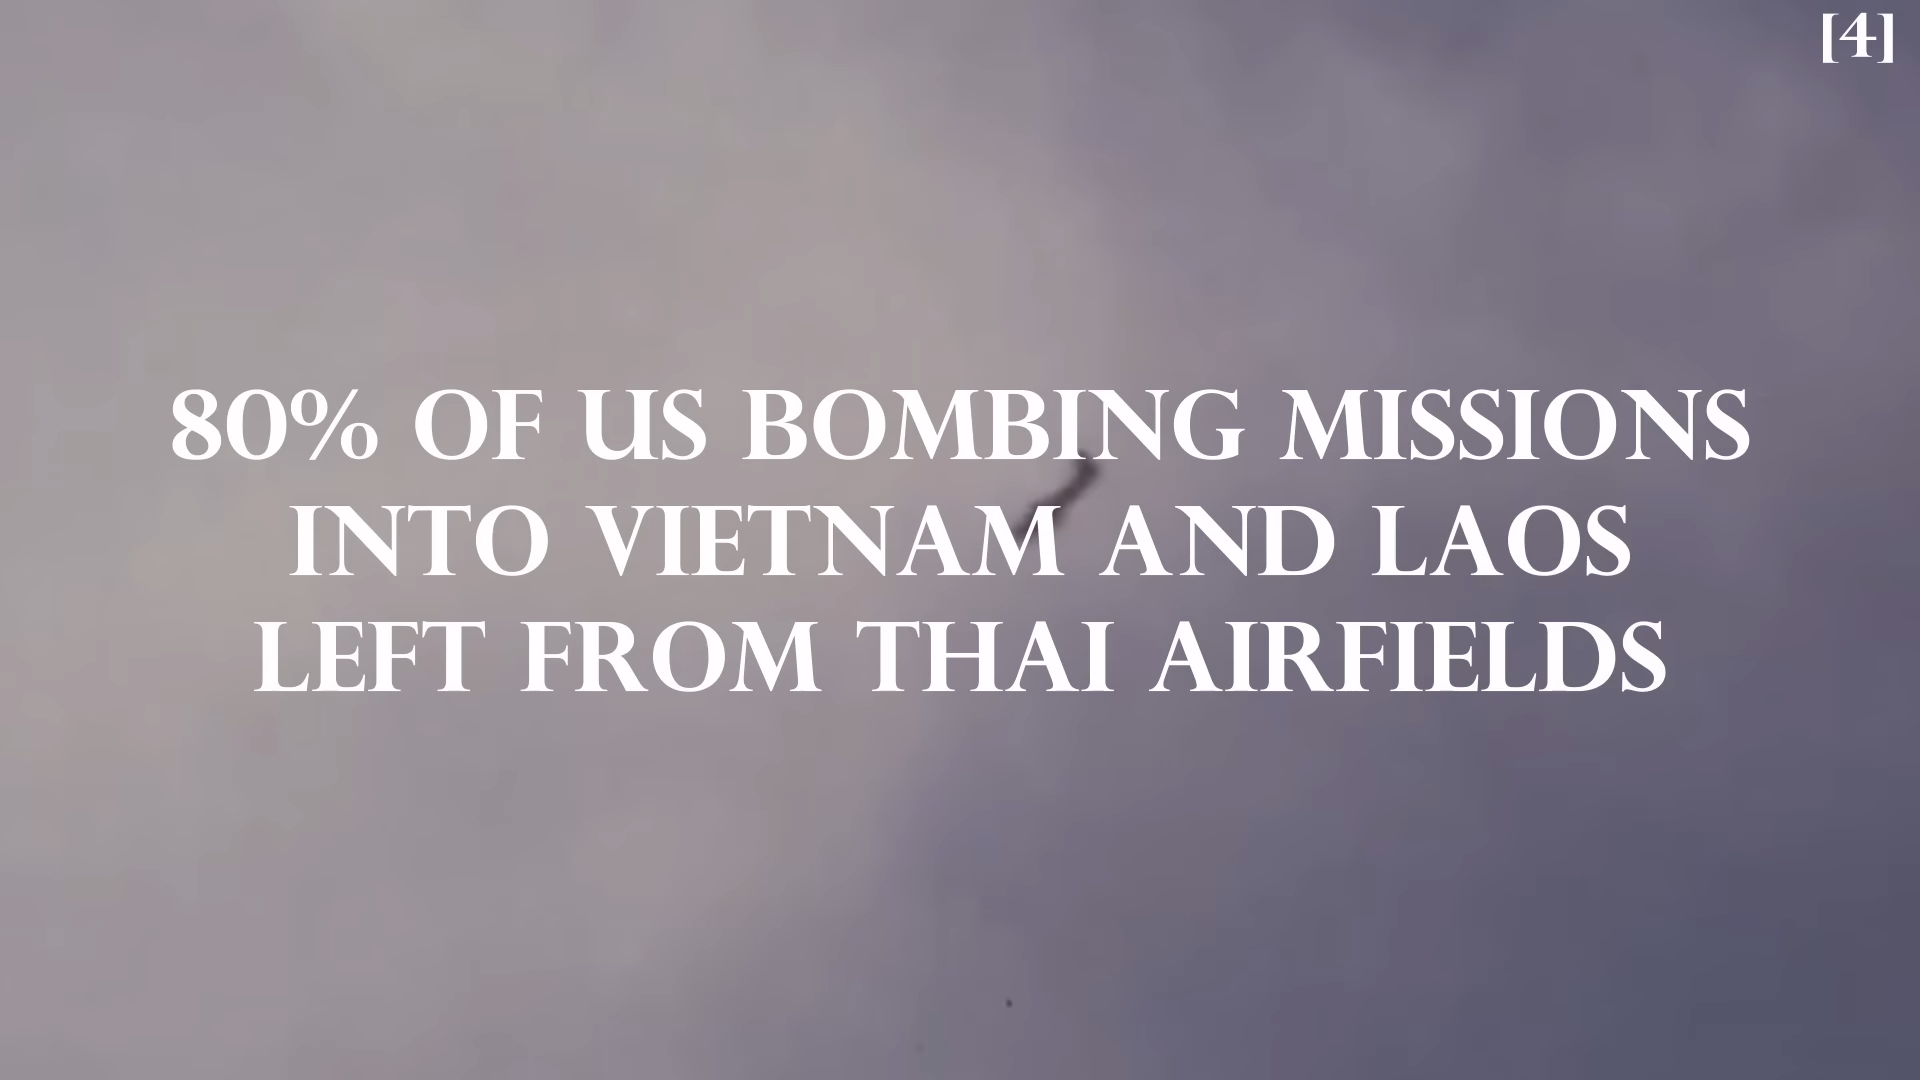 [4]
80% OF US BOMBING MISSIONS
INTO VIETNAM AND LAOS
LEFT FROM THAI AIRFIELDS